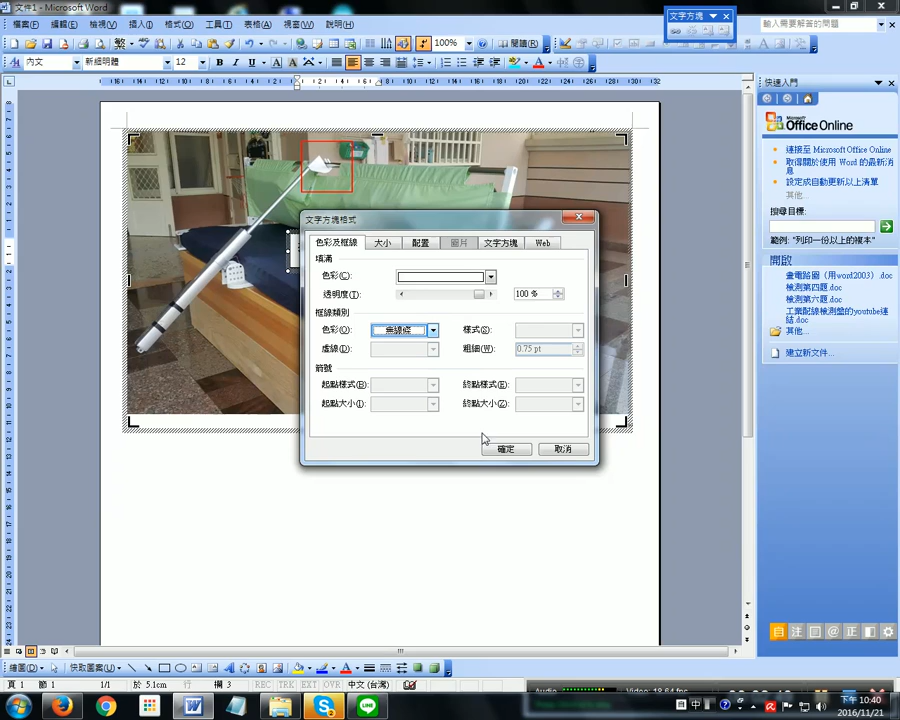 文件1 - Microsoft Word
檔案(F) 編輯(E) 檢視(V) 插入(I) 格式(O) 工具(T) 表格(A) 視窗(W) 說明(H)
文字方塊
輸入需要解答的問題
100%
閱讀(R)
內文 新細明體 12 B I U A A
快速入門
Office Online
連接至 Microsoft Office Online
取得關於使用 Word 的最新消息
設定成自動更新以上清單
其他...
搜尋目標:
範例: "列印一份以上的複本"
開啟
畫電路圖（用word2003）.doc
檢測第四題.doc
檢測第六題.doc
工業配線檢測盤的youtube連結.doc
其他...
建立新文件...
文字方塊格式
色彩及框線 大小 配置 圖片 文字方塊 Web
填滿
色彩(C):
透明度(T): 100 %
框線類別
色彩(O): 無線條 樣式(S):
虛線(D): 粗細(W): 0.75 pt
箭號
起點樣式(B): 終點樣式(E):
起點大小(I): 終點大小(Z):
確定 取消
繪圖(D) 快取圖案(U)
頁 1 節 1 1/1 於 5.1cm 行 欄 3 REC TRK EXT OVR 中文 (台灣)
下午 10:40
2016/11/21